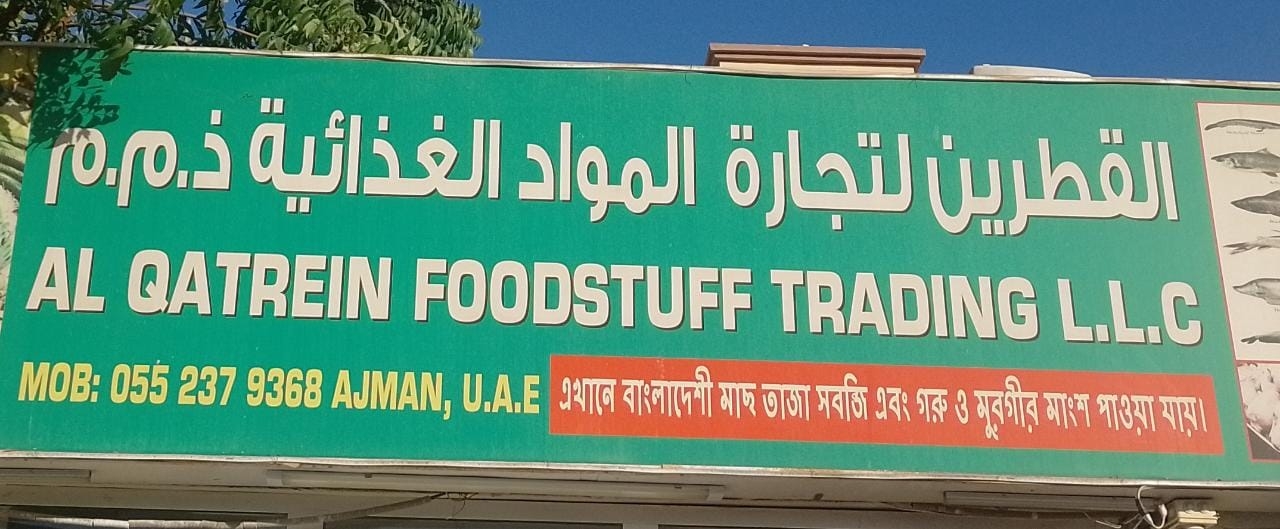 القطرين لتجارة المواد الغذائية ذ.م.م
AL QATREIN FOODSTUFF TRADING L.L.C
MOB: 055 237 9368 AJMAN, U.A.E
এখানে বাংলাদেশী মাছ তাজা সবজি এবং গরু ও মুরগীর মাংশ পাওয়া যায়।